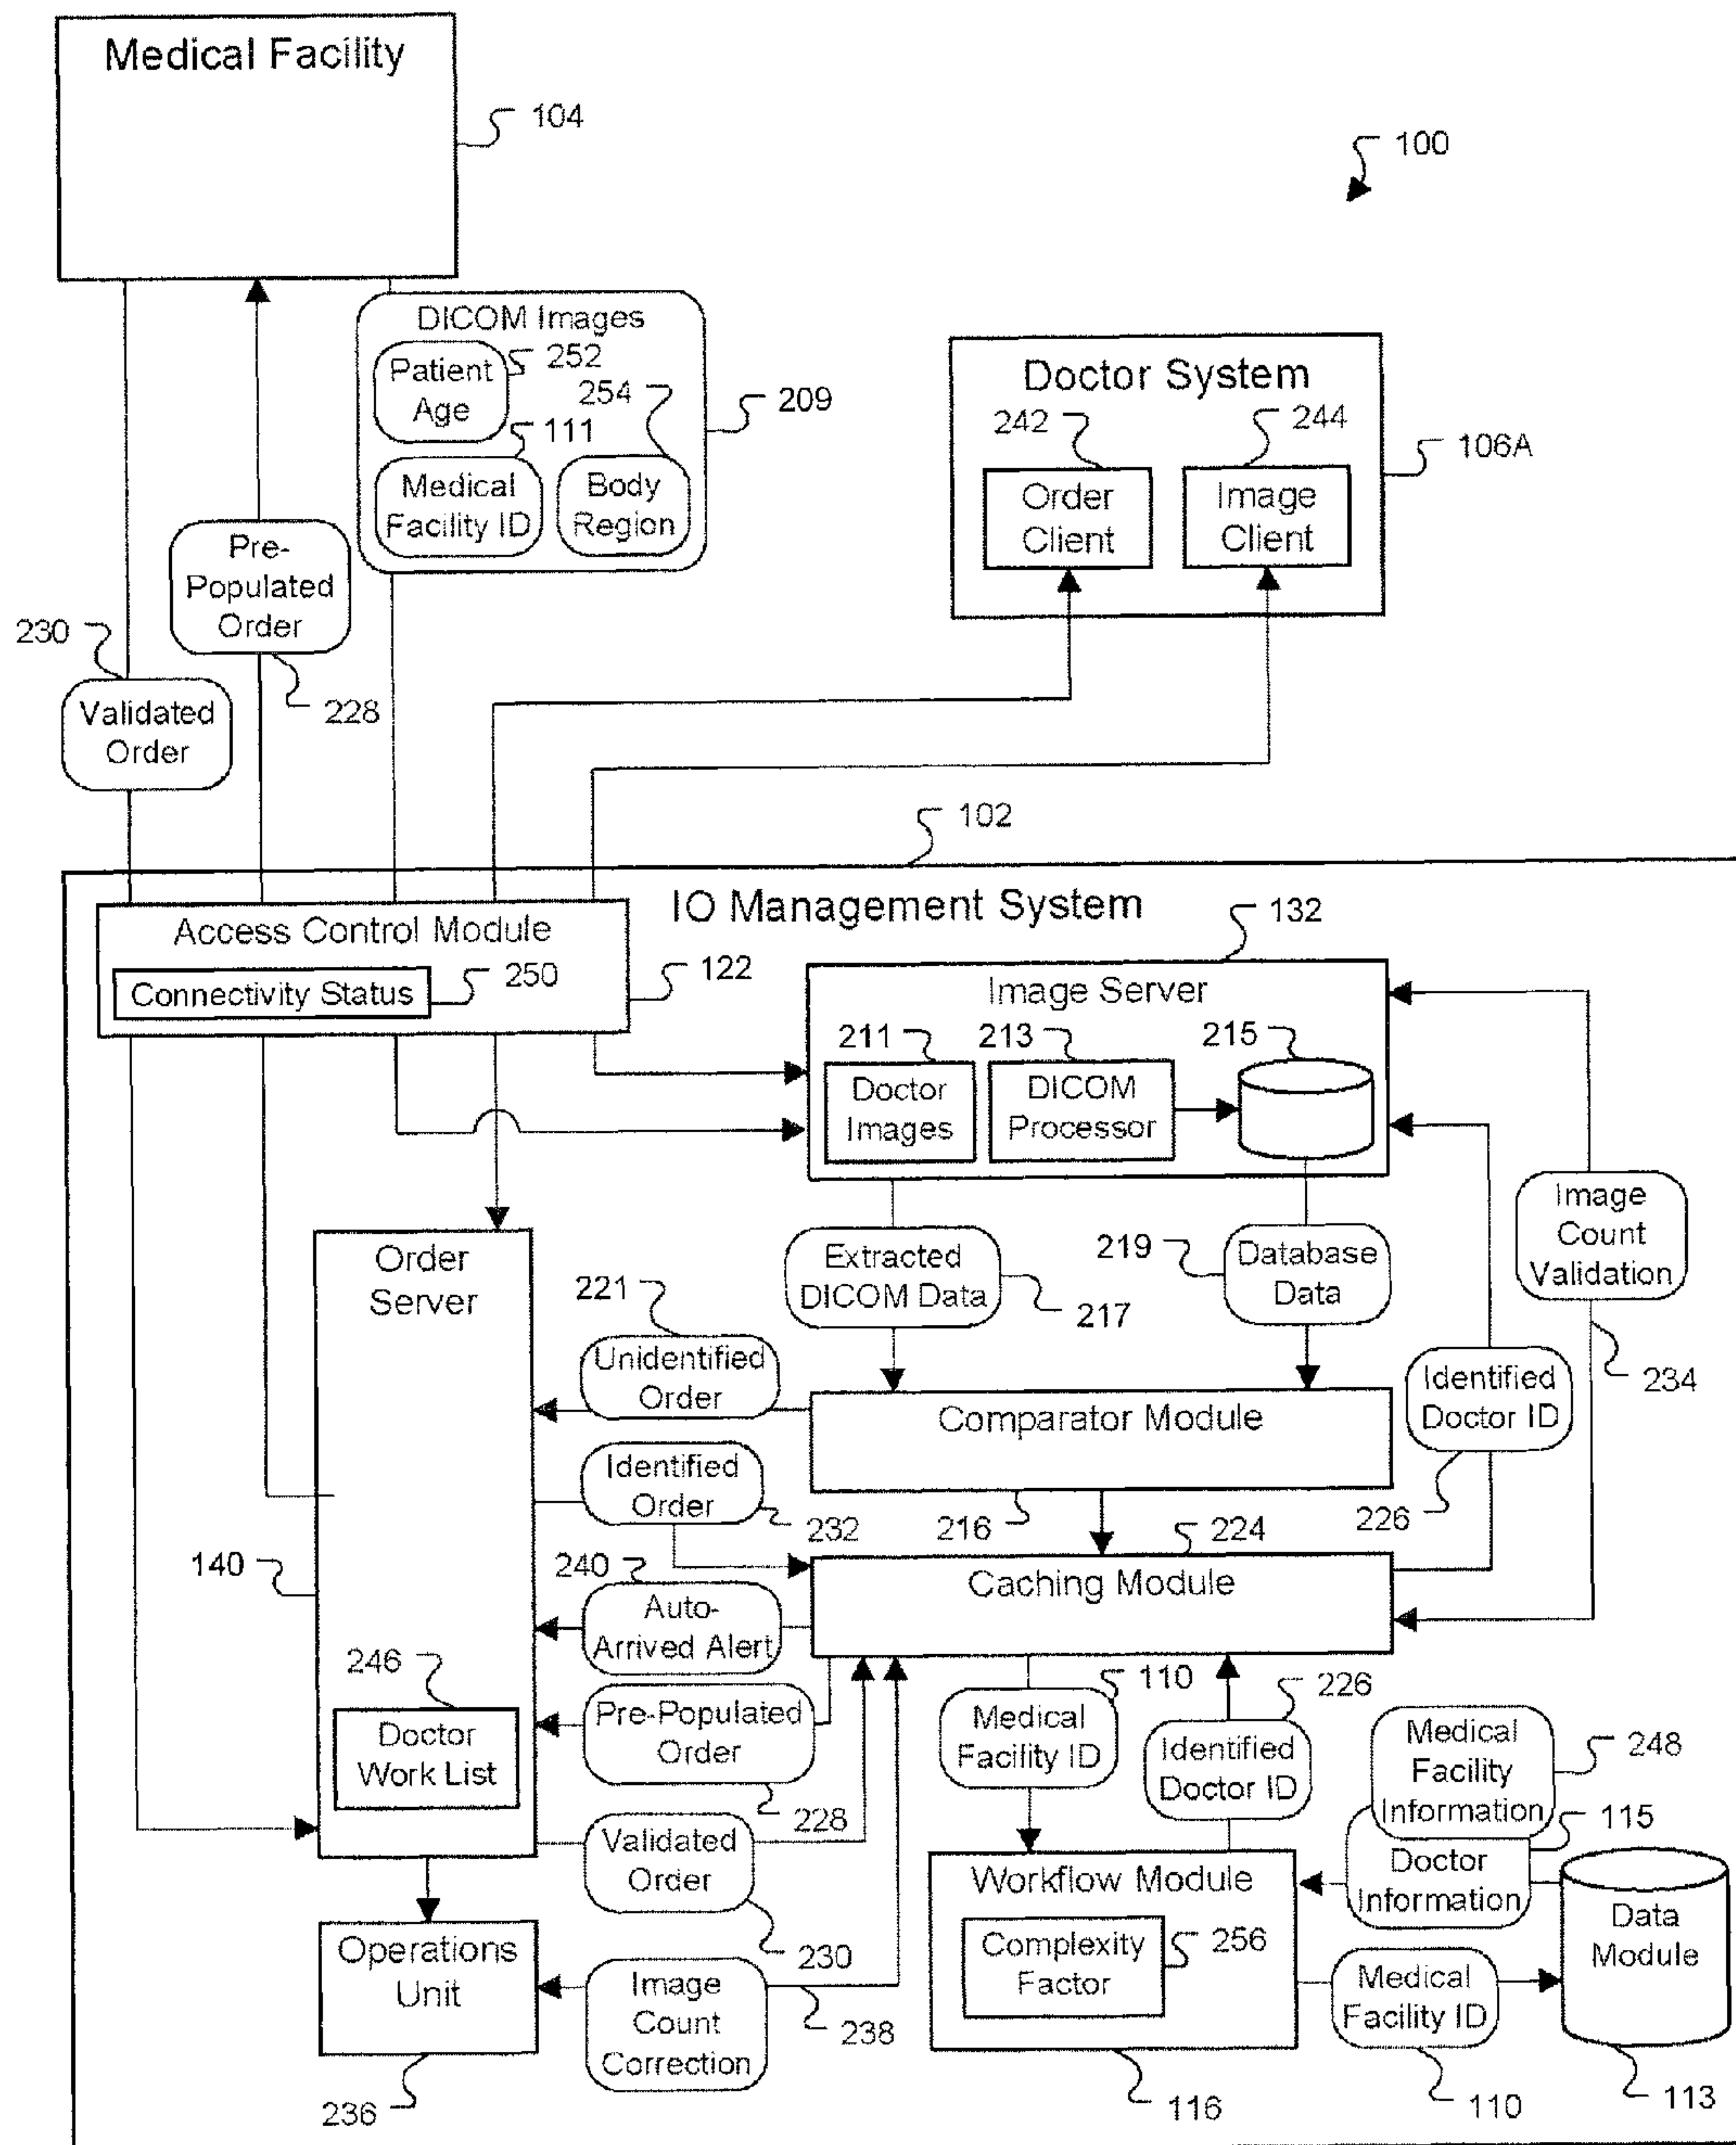 Medical Facility
104
100
DICOM Images
Patient
Age
252
254
209
111
Medical
Facility ID
Body
Region
Doctor System
242
244
106A
Order
Client
Image
Client
Pre-
Populated
Order
230
228
Validated
Order
102
IO Management System
Access Control Module
Connectivity Status
250
122
132
Image Server
211
213
215
Doctor
Images
DICOM
Processor
Image
Count
Validation
234
Order
Server
Extracted
DICOM Data
217
219
Database
Data
221
Unidentified
Order
Comparator Module
Identified
Doctor ID
226
Identified
Order
232
216
224
140
240
Caching Module
Auto-
Arrived Alert
246
Doctor
Work List
Pre-Populated
Order
228
110
Medical
Facility ID
226
Identified
Doctor ID
Medical
Facility
Information
248
115
Doctor
Information
Validated
Order
230
Workflow Module
Complexity
Factor
256
Data
Module
Operations
Unit
236
Image
Count
Correction
238
Medical
Facility ID
116
110
113